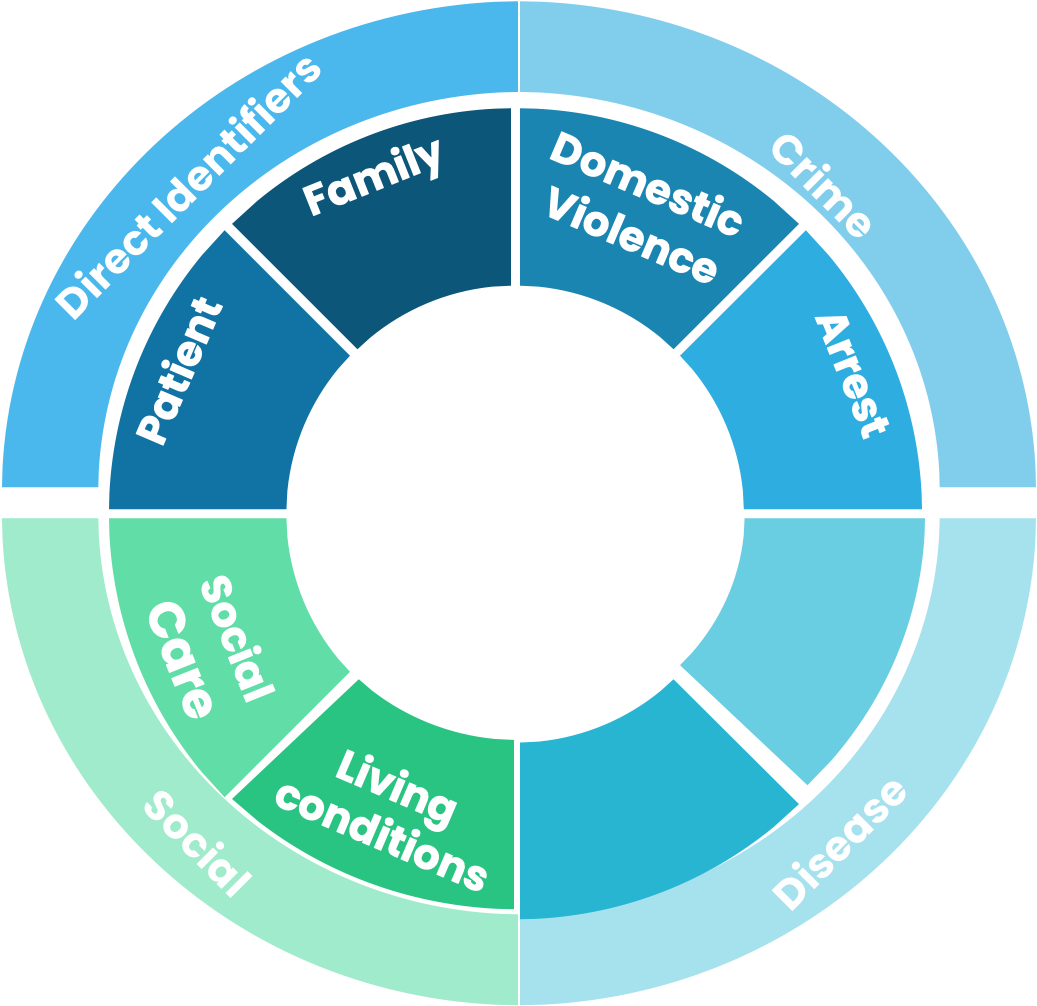 Direct Identifiers
Crime
Family
Domestic
Violence
Patient
Arrest
Social
Care
Living
conditions
Social
Disease